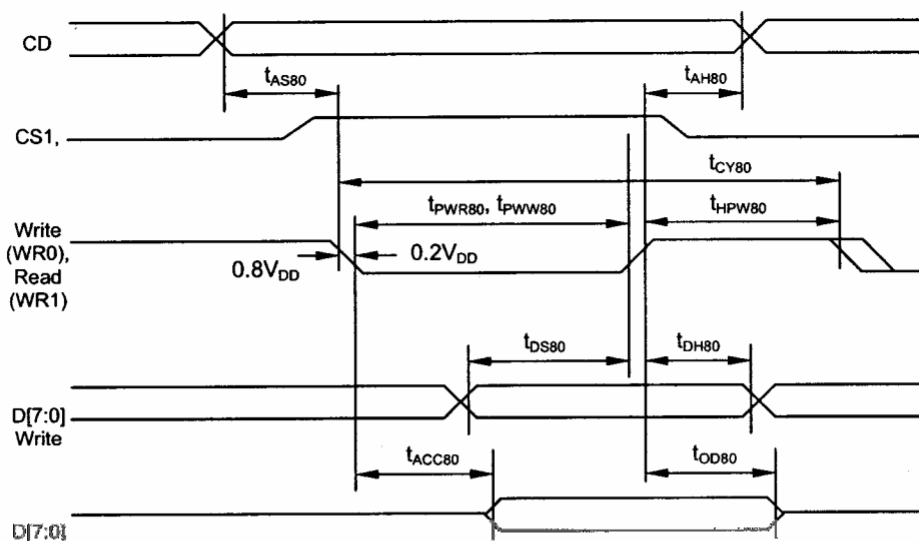 CD
tAS80
tAH80
CS1,
tCY80
tPWR80, tPWW80
tHPW80
Write
(WR0),
Read
(WR1)
0.8VDD
0.2VDD
tDS80
tDH80
D[7:0]
Write
tACC80
tOD80
D[7:0]